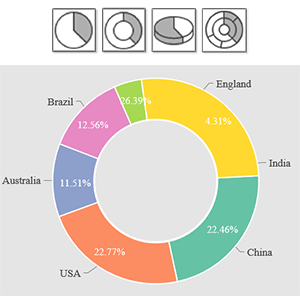 England
26.39%
Brazil
4.31%
12.56%
India
Australia
11.51%
22.46%
22.77%
China
USA